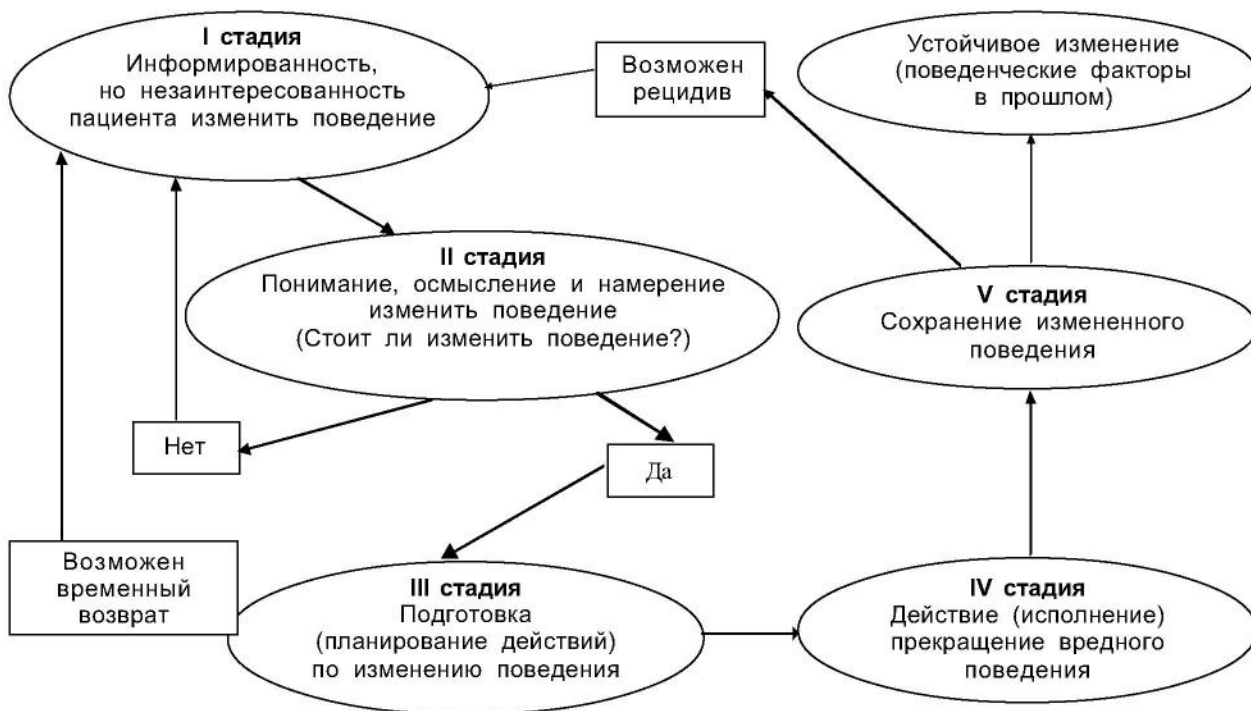 I стадия
Информированность,
но незаинтересованность
пациента изменить поведение
Возможен
рецидив
Устойчивое изменение
(поведенческие факторы
в прошлом)
II стадия
Понимание, осмысление и намерение
изменить поведение
(Стоит ли изменить поведение?)
V стадия
Сохранение измененного
поведения
Нет
Да
Возможен
временный
возврат
III стадия
Подготовка
(планирование действий)
по изменению поведения
IV стадия
Действие (исполнение)
прекращение вредного
поведения